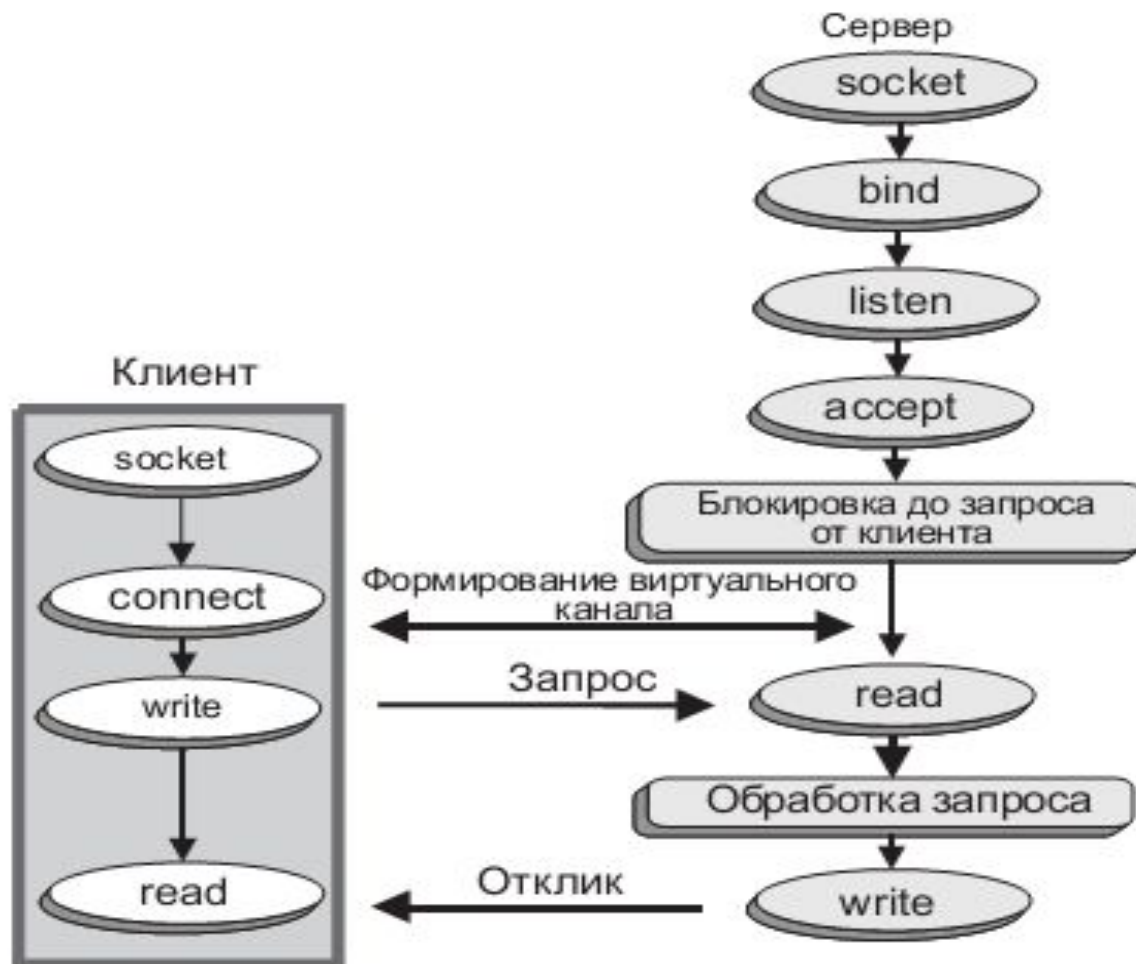 Сервер
socket
bind
listen
accept
Блокировка до запроса
от клиента
Клиент
socket
connect
write
read
Формирование виртуального
канала
Запрос
read
Обработка запроса
Отклик
write